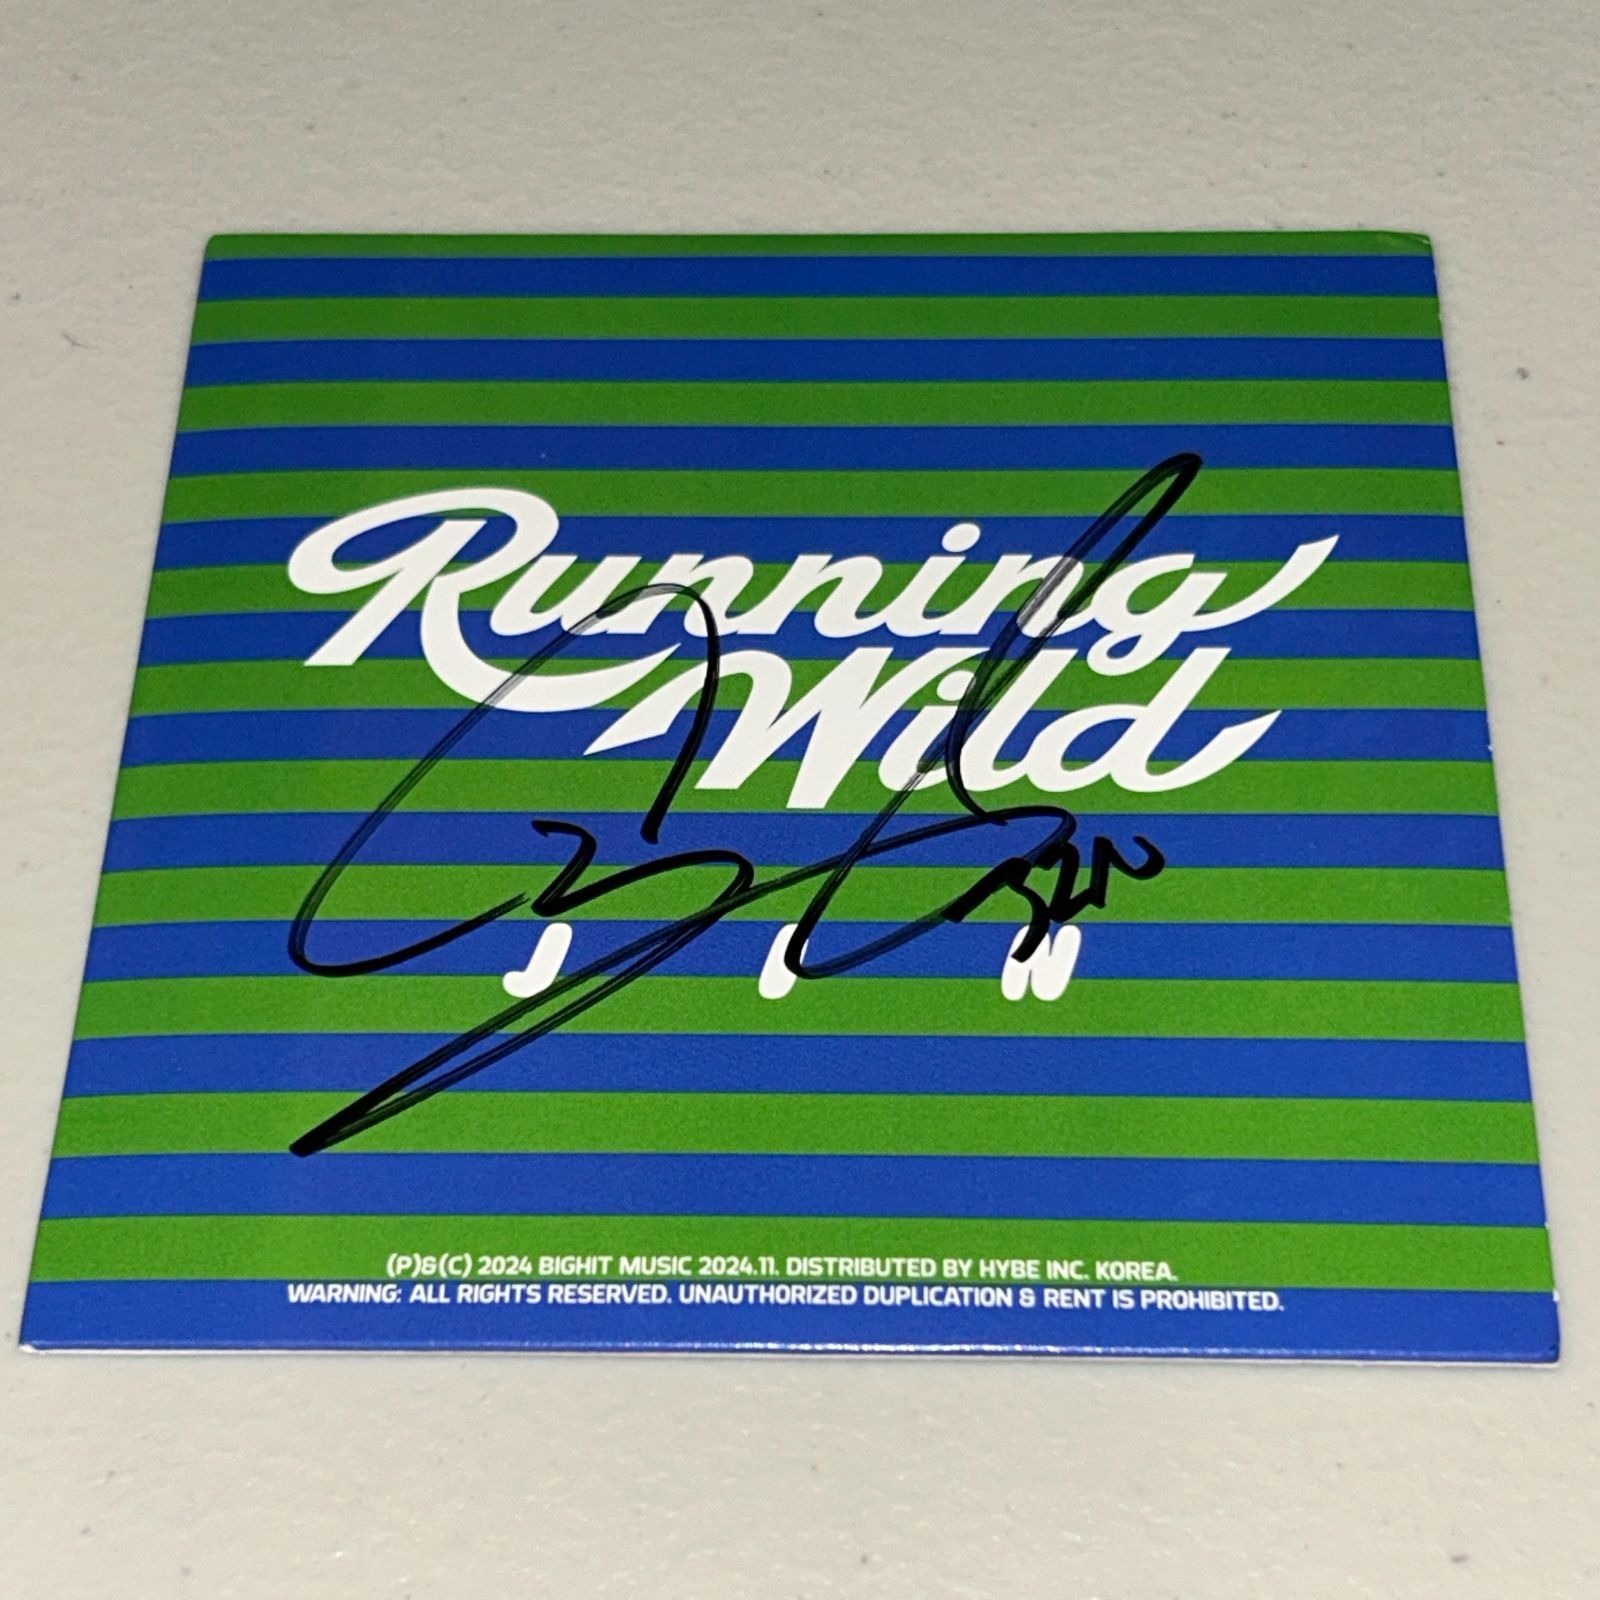 Running
Wild
JIN
(P)&(C) 2024 BIGHIT MUSIC 2024.11. DISTRIBUTED BY HYBE INC. KOREA.
WARNING: ALL RIGHTS RESERVED. UNAUTHORIZED DUPLICATION & RENT IS PROHIBITED.